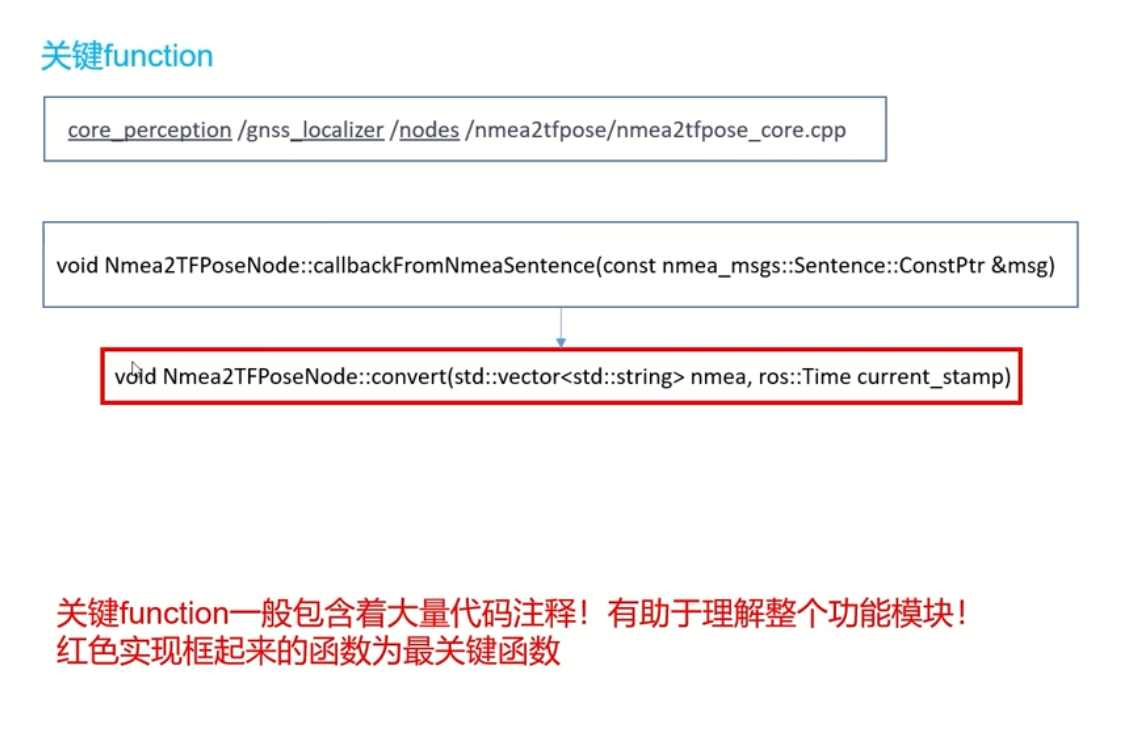 关键function
core_perception /gnss_localizer /nodes /nmea2tfpose/nmea2tfpose_core.cpp
void Nmea2TFPoseNode::callbackFromNmeaSentence(const nmea_msgs::Sentence::ConstPtr &msg)
void Nmea2TFPoseNode::convert(std::vector<std::string> nmea, ros::Time current_stamp)
关键function一般包含着大量代码注释！有助于理解整个功能模块！
红色实现框起来的函数为最关键函数